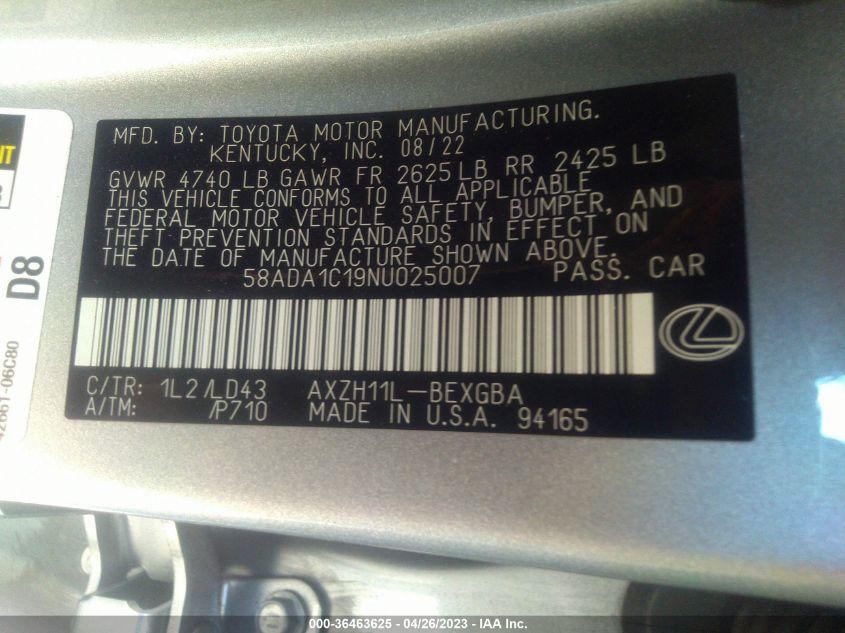 MFD. BY: TOYOTA MOTOR MANUFACTURING.
KENTUCKY, INC. 08/22
GVWR 4740 LB GAWR FR 2625 LB RR 2425 LB
THIS VEHICLE CONFORMS TO ALL APPLICABLE
FEDERAL MOTOR VEHICLE SAFETY, BUMPER, AND
THEFT PREVENTION STANDARDS IN EFFECT ON
THE DATE OF MANUFACTURE SHOWN ABOVE.
58ADA1C19NU025007 PASS. CAR
C/TR: 1L2/LD43 AXZH11L-BEXGBA
A/TM: /P710 MADE IN U.S.A. 94165
D8
42661-06C80
000-36463625 - 04/26/2023 - IAA Inc.